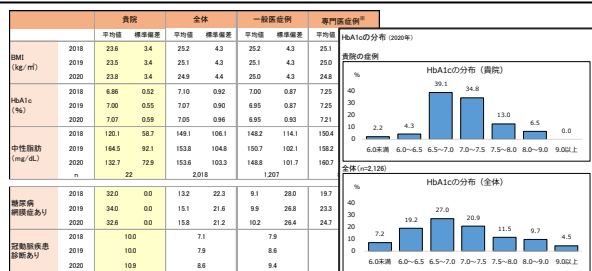 貴院 全体 一般医症例 専門医症例※
平均値 標準偏差 平均値 標準偏差 平均値 標準偏差 平均値
BMI (kg/㎡)
2018 23.6 3.4 25.2 4.3 25.2 4.3 25.1
2019 23.5 3.4 25.1 4.3 25.1 4.3 25.0
2020 23.8 3.4 24.9 4.4 25.0 4.3 24.8
HbA1c (%)
2018 6.86 0.52 7.10 0.92 7.00 0.87 7.25
2019 7.00 0.55 7.07 0.90 6.95 0.87 7.25
2020 7.07 0.59 7.05 0.96 6.95 0.93 7.21
中性脂肪 (mg/dL)
2018 120.1 58.7 149.1 106.1 148.2 114.1 150.4
2019 164.5 92.1 153.8 104.8 150.7 102.1 158.2
2020 132.7 72.9 153.6 103.3 148.8 101.7 160.7
n 22 2,018 1,207
糖尿病 網膜症あり
2018 32.0 0.0 13.2 22.3 9.1 28.0 19.7
2019 34.0 0.0 15.1 21.6 9.9 26.8 23.3
2020 32.6 0.0 15.8 21.2 10.2 26.4 24.7
冠動脈疾患 診断あり
2018 10.0 7.1 7.9
2019 10.0 7.9 8.6
2020 10.9 8.6 9.4
HbA1cの分布 (2020年)
貴院の症例
HbA1cの分布（貴院）
%
40
30
20
10
0
2.2 4.3 39.1 34.8 13.0 6.5 0.0
6.0未満 6.0~6.5 6.5~7.0 7.0~7.5 7.5~8.0 8.0~9.0 9.0以上
全体(n=2,126)
HbA1cの分布（全体）
%
40
30
20
10
0
7.2 19.2 27.0 20.9 11.5 9.7 4.5
6.0未満 6.0~6.5 6.5~7.0 7.0~7.5 7.5~8.0 8.0~9.0 9.0以上